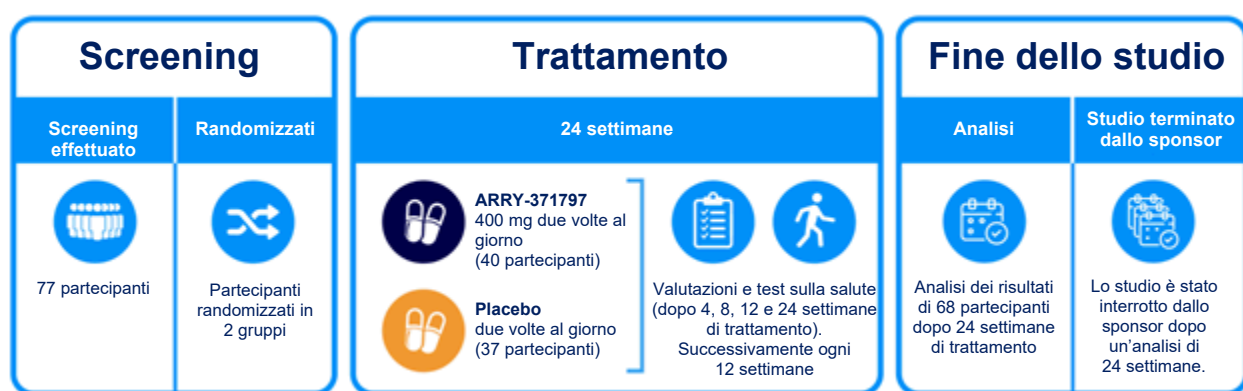 Screening
Screening
effettuato
Randomizzati
77 partecipanti
Partecipanti
randomizzati in
2 gruppi
Trattamento
24 settimane
ARRY-371797
400 mg due volte al
giorno
(40 partecipanti)
Placebo
due volte al giorno
(37 partecipanti)
Valutazioni e test sulla salute
(dopo 4, 8, 12 e 24 settimane
di trattamento).
Successivamente ogni
12 settimane
Fine dello studio
Analisi
Studio terminato
dallo sponsor
Analisi dei risultati
di 68 partecipanti
dopo 24 settimane
di trattamento
Lo studio è stato
interrotto dallo
sponsor dopo
un’analisi di
24 settimane.